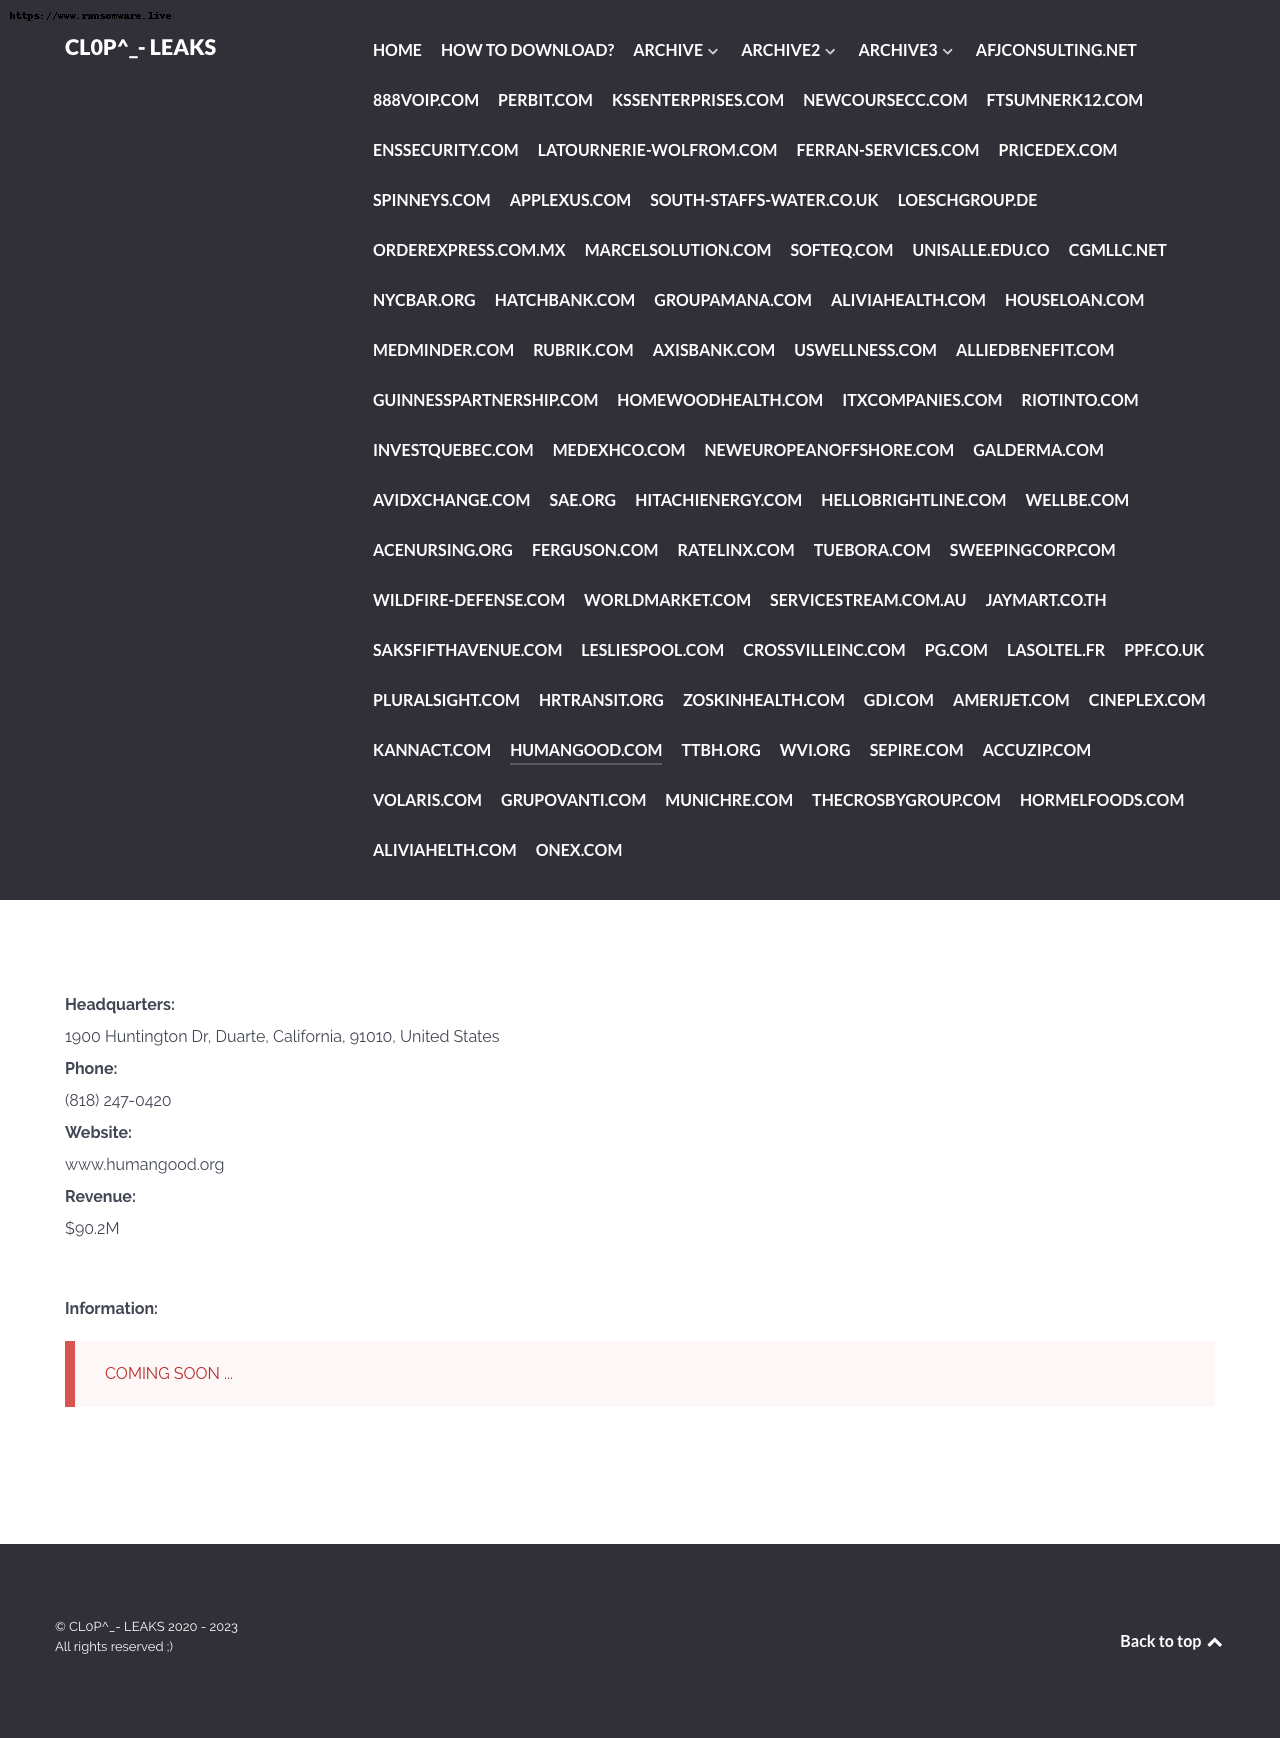 https://www.ransomware.live
CL0P^_- LEAKS
HOME HOW TO DOWNLOAD? ARCHIVE ARCHIVE2 ARCHIVE3 AFJCONSULTING.NET
888VOIP.COM PERBIT.COM KSSENTERPRISES.COM NEWCOURSECC.COM FTSUMNERK12.COM
ENSSECURITY.COM LATOURNERIE-WOLFROM.COM FERRAN-SERVICES.COM PRICEDEX.COM
SPINNEYS.COM APPLEXUS.COM SOUTH-STAFFS-WATER.CO.UK LOESCHGROUP.DE
ORDEREXPRESS.COM.MX MARCELSOLUTION.COM SOFTEQ.COM UNISALLE.EDU.CO CGMLLC.NET
NYCBAR.ORG HATCHBANK.COM GROUPAMANA.COM ALIVIAHEALTH.COM HOUSELOAN.COM
MEDMINDER.COM RUBRIK.COM AXISBANK.COM USWELLNESS.COM ALLIEDBENEFIT.COM
GUINNESSPARTNERSHIP.COM HOMEWOODHEALTH.COM ITXCOMPANIES.COM RIOTINTO.COM
INVESTQUEBEC.COM MEDEXHCO.COM NEWEUROPEANOFFSHORE.COM GALDERMA.COM
AVIDXCHANGE.COM SAE.ORG HITACHIENERGY.COM HELLOBRIGHTLINE.COM WELLBE.COM
ACENURSING.ORG FERGUSON.COM RATELINX.COM TUEBORA.COM SWEEPINGCORP.COM
WILDFIRE-DEFENSE.COM WORLDMARKET.COM SERVICESTREAM.COM.AU JAYMART.CO.TH
SAKSFIFTHAVENUE.COM LESLIESPOOL.COM CROSSVILLEINC.COM PG.COM LASOLTEL.FR PPF.CO.UK
PLURALSIGHT.COM HRTRANSIT.ORG ZOSKINHEALTH.COM GDI.COM AMERIJET.COM CINEPLEX.COM
KANNACT.COM HUMANGOOD.COM TTBH.ORG WVI.ORG SEPIRE.COM ACCUZIP.COM
VOLARIS.COM GRUPOVANTI.COM MUNICHRE.COM THECROSBYGROUP.COM HORMELFOODS.COM
ALIVIAHELTH.COM ONEX.COM
Headquarters:
1900 Huntington Dr, Duarte, California, 91010, United States
Phone:
(818) 247-0420
Website:
www.humangood.org
Revenue:
$90.2M
Information:
COMING SOON ...
© CL0P^_- LEAKS 2020 - 2023
All rights reserved ;)
Back to top